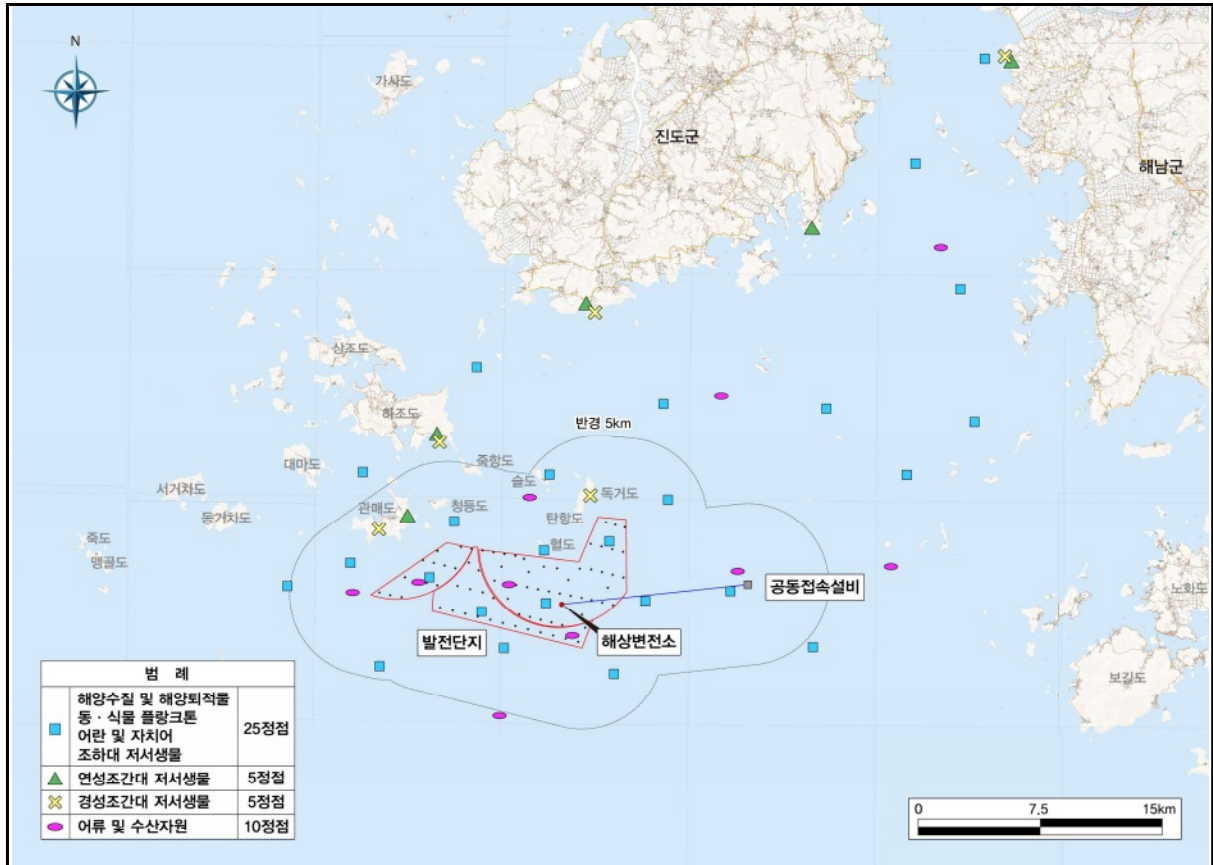 N
가사도
진도군
해남군
상조도
하조도
반경 5km
대마도
죽항도
슬도
서거차도
독거도
관매도
청등도
동거차도
탄항도
죽도
혈도
맹골도
공동접속설비
노화도
발전단지
해상변전소
보길도
범 례
해양수질 및 해양퇴적물
동·식물 플랑크톤
어란 및 자치어
조하대 저서생물
25정점
연성조간대 저서생물 5정점
경성조간대 저서생물 5정점
어류 및 수산자원 10정점
0 7.5 15km